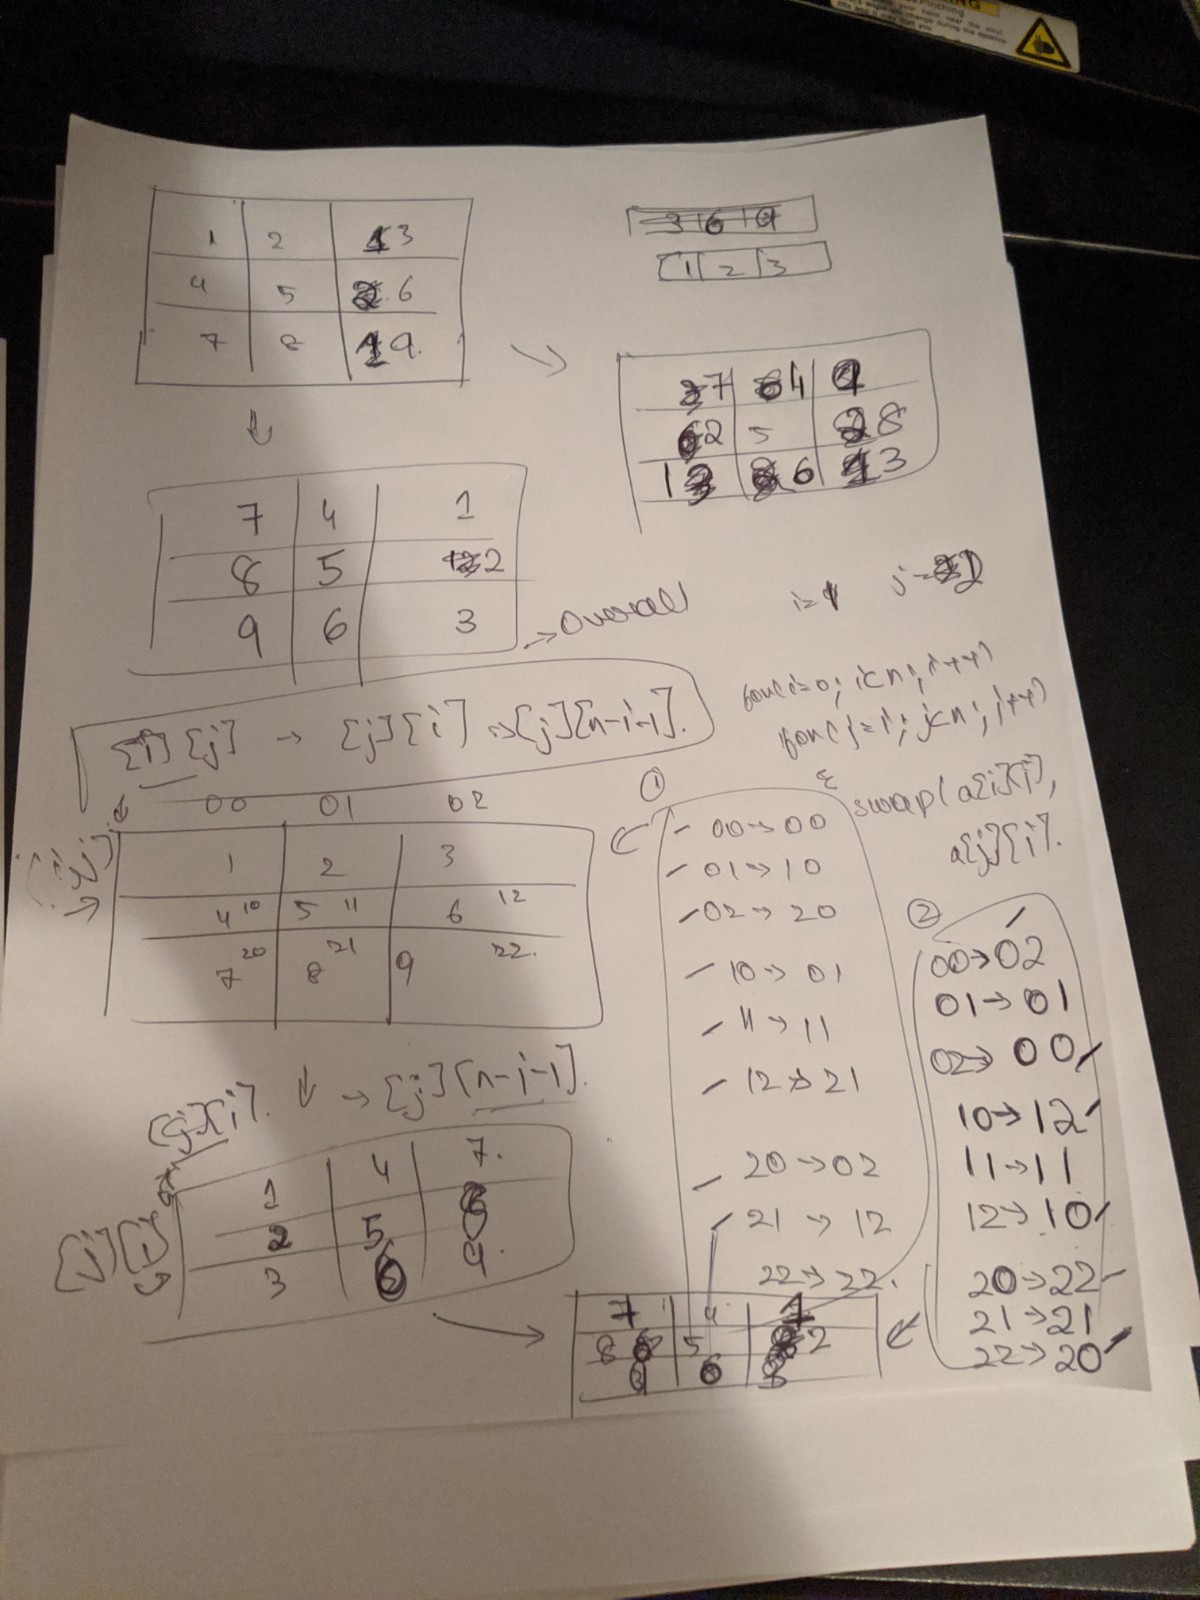 1 2 3
4 5 6
7 8 9.
3 6 9
1 2 3
7 4
2 5 8
1 6 3
7 4 1
8 5 2
9 6 3
→ Overall
i=1 j=
[i][j] → [j][i] → [j][n-i-1].
for(i=0; i<n; i++)
for(j=i; j<n; j++)
swap(a[i][j],
a[j][i].
00 01 02
1 2 3
4 10 5 11 6 12
7 20 8 21 9 22.
①
00→00
01→10
02→20
10→01
11→11
12→21
20→02
21→12
22→22.
②
00→02
01→01
02→00
10→12
11→11
12→10
20→22
21→21
22→20
[j][i]. ↓ → [j][n-i-1].
[j][i]
1 4 7.
2 5 8
3 6 9.
7 4 1
8 5 2
9 6 3